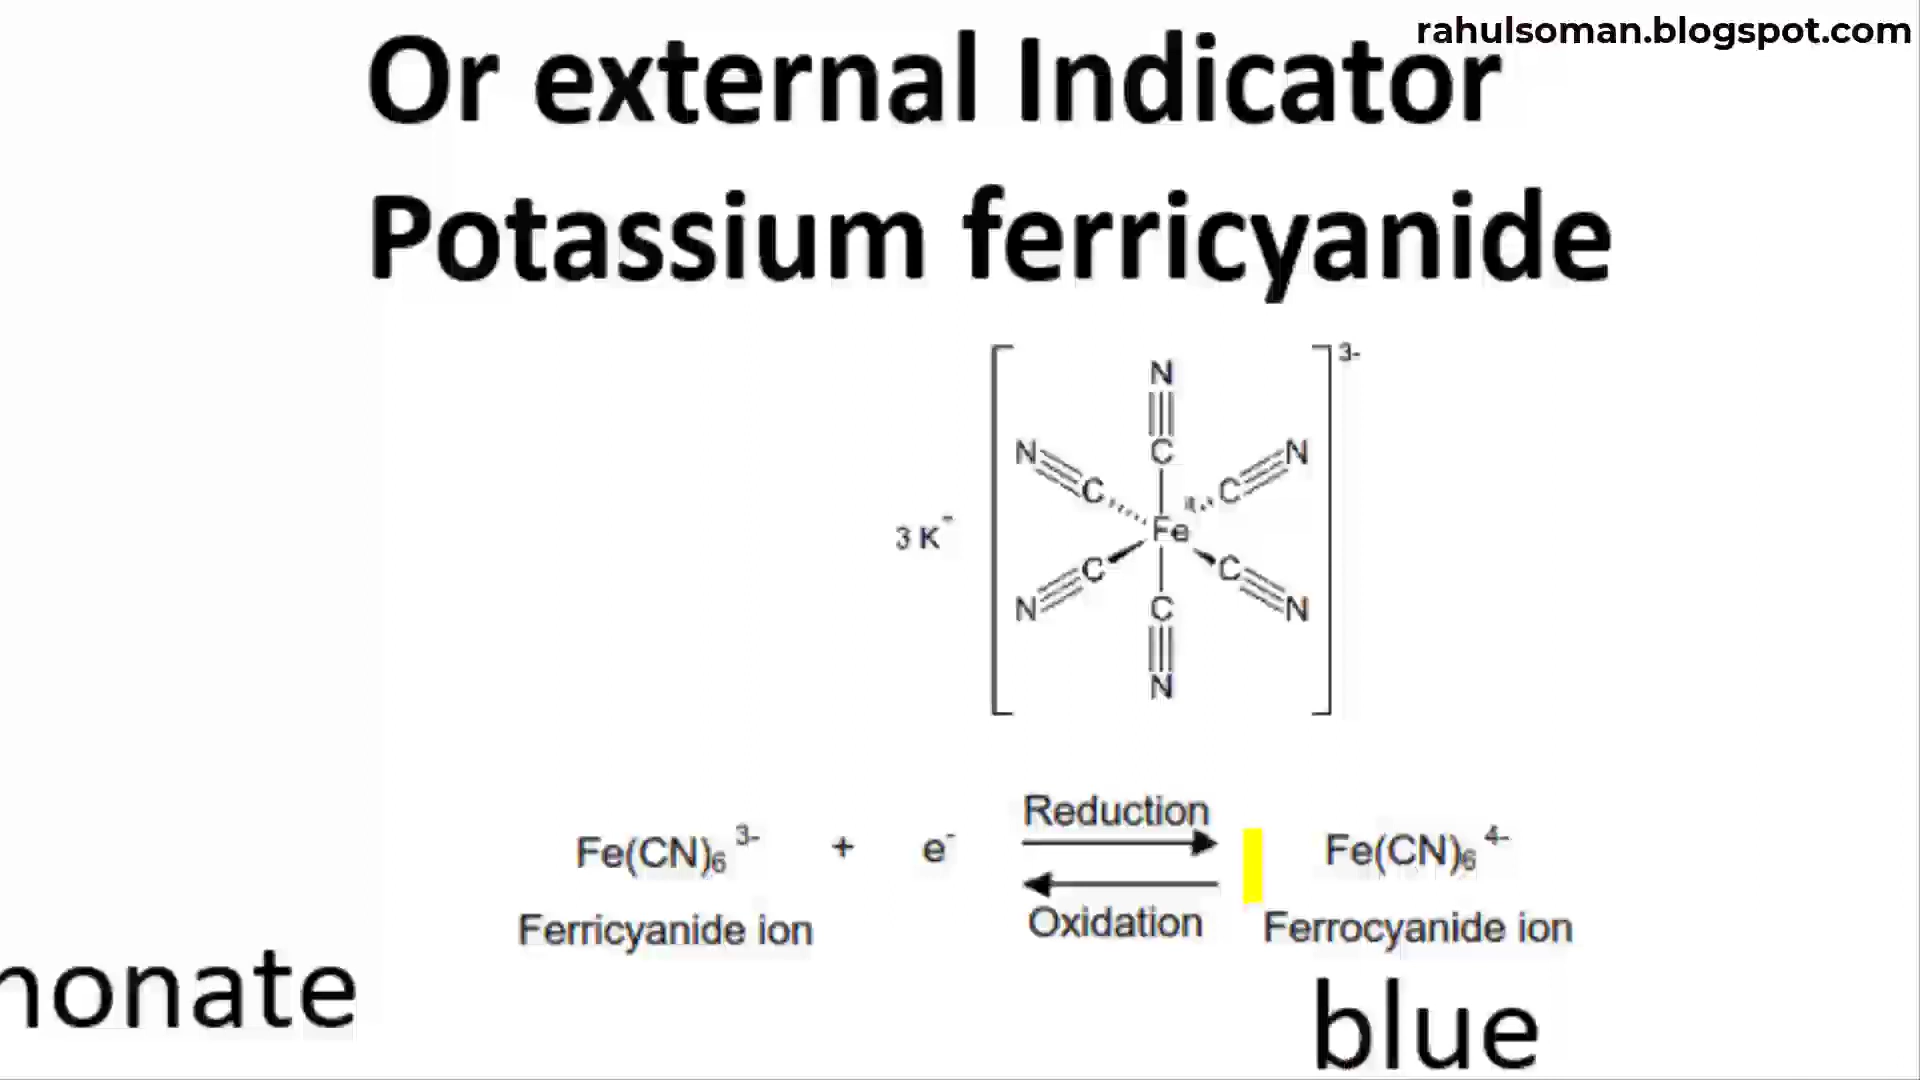 rahulsoman.blogspot.com
Or external Indicator
Potassium ferricyanide
3-
N
N N
C
C C
Fe
3 K
C C
N C N
N
Reduction
Fe(CN)6 3- + e- Fe(CN)6 4-
Oxidation
Ferricyanide ion Ferrocyanide ion
nonate
blue